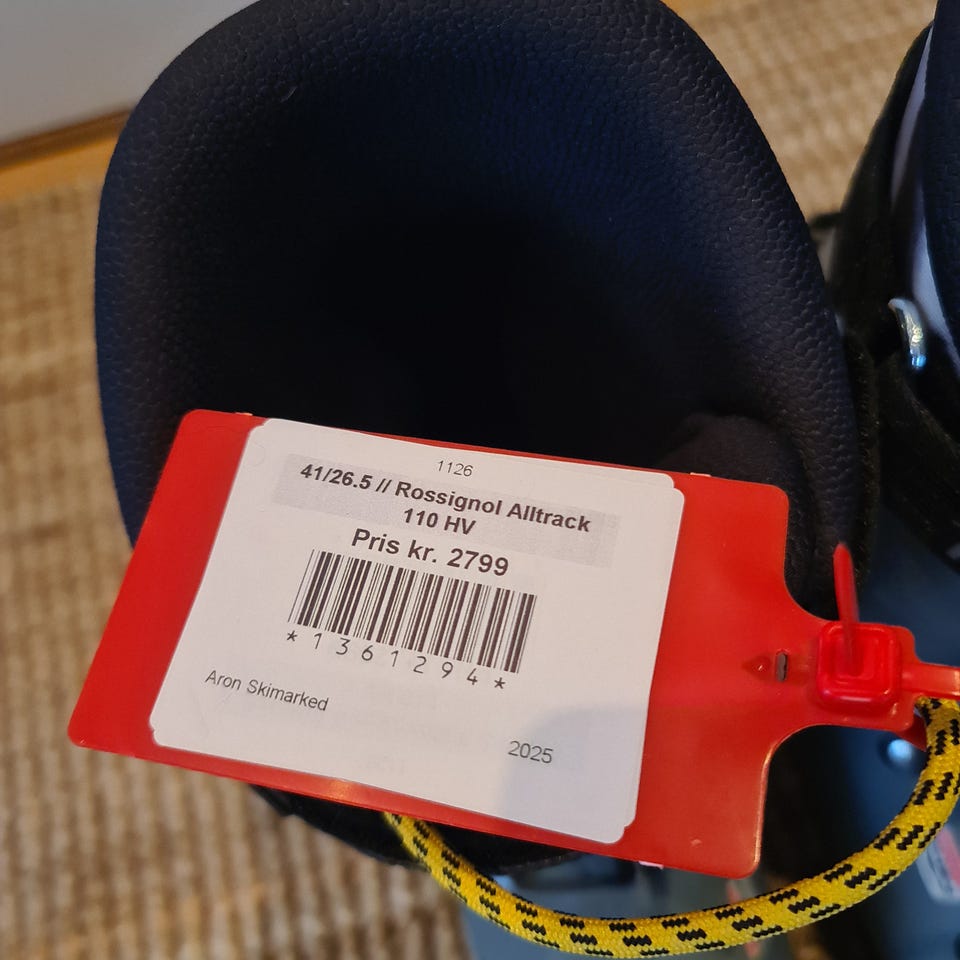 1126
41/26.5 // Rossignol Alltrack
110 HV
Pris kr. 2799
*1361294*
Aron Skimarked
2025